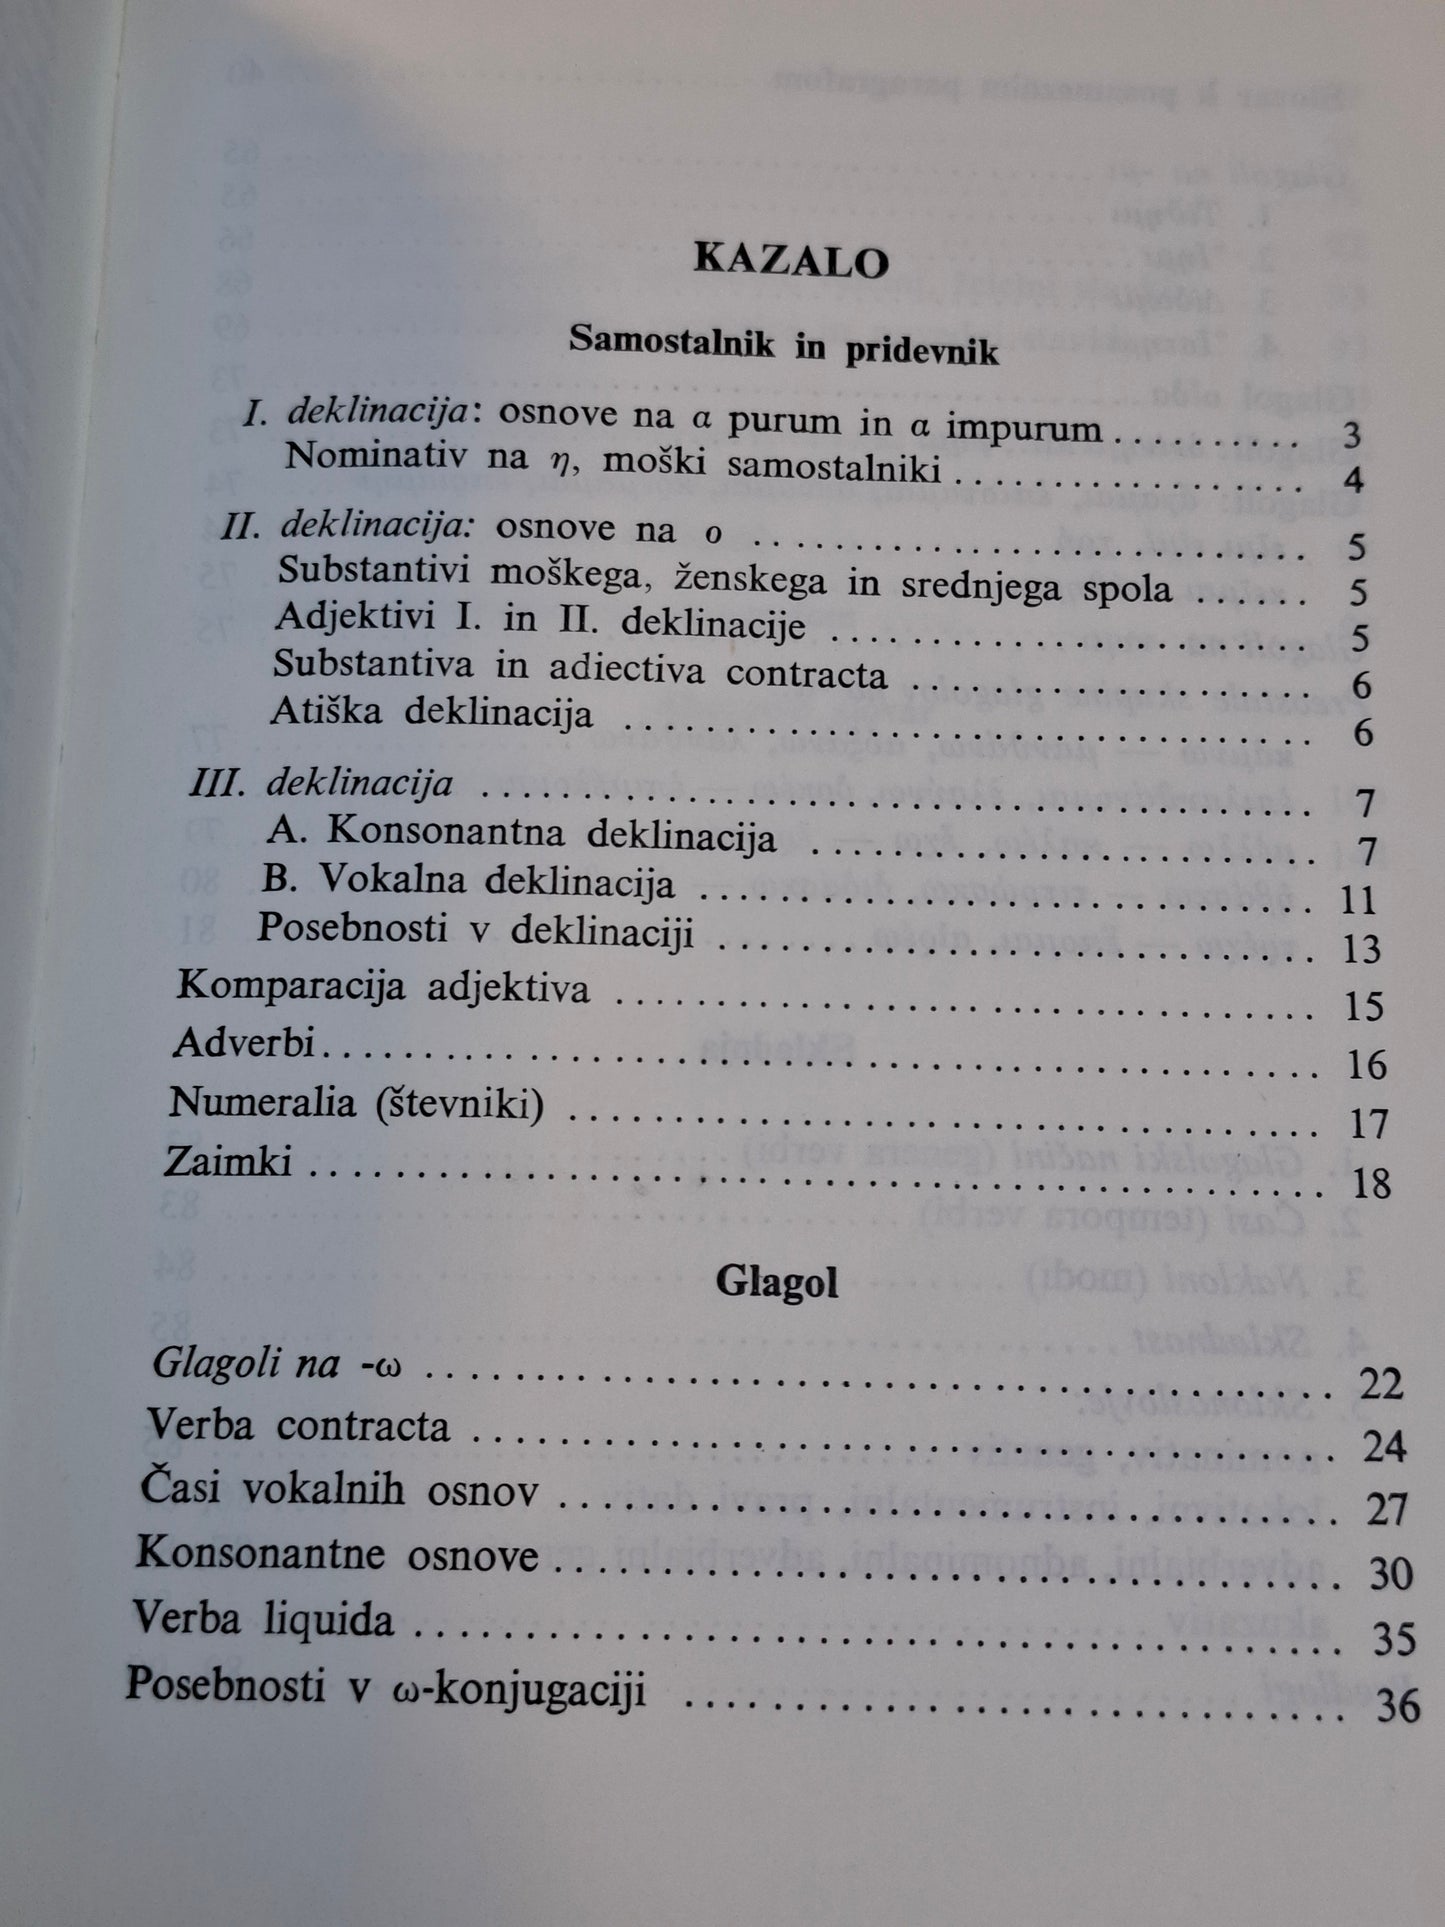 KAZALO
Samostalnik in pridevnik
I. deklinacija: osnove na α purum in α impurum . . . . . . . . . . 3
Nominativ na η, moški samostalniki . . . . . . . . . . . . . . . . . . 4
II. deklinacija: osnove na ο . . . . . . . . . . . . . . . . . . . . . . . . . . . 5
Substantivi moškega, ženskega in srednjega spola . . . . . . 5
Adjektivi I. in II. deklinacije . . . . . . . . . . . . . . . . . . . . . 5
Substantiva in adiectiva contracta . . . . . . . . . . . . . . . . . 6
Atiška deklinacija . . . . . . . . . . . . . . . . . . . . . . . . . . . . . . 6
III. deklinacija . . . . . . . . . . . . . . . . . . . . . . . . . . . . . . . . . . . . 7
A. Konsonantna deklinacija . . . . . . . . . . . . . . . . . . . . . . 7
B. Vokalna deklinacija . . . . . . . . . . . . . . . . . . . . . . . . . . 11
Posebnosti v deklinaciji . . . . . . . . . . . . . . . . . . . . . . . . . 13
Komparacija adjektiva . . . . . . . . . . . . . . . . . . . . . . . . . . . . . 15
Adverbi . . . . . . . . . . . . . . . . . . . . . . . . . . . . . . . . . . . . . . . . . . 16
Numeralia (števniki) . . . . . . . . . . . . . . . . . . . . . . . . . . . . . . . 17
Zaimki . . . . . . . . . . . . . . . . . . . . . . . . . . . . . . . . . . . . . . . . . . . 18
Glagol
Glagoli na -ω . . . . . . . . . . . . . . . . . . . . . . . . . . . . . . . . . . . . . 22
Verba contracta . . . . . . . . . . . . . . . . . . . . . . . . . . . . . . . . . . . 24
Časi vokalnih osnov . . . . . . . . . . . . . . . . . . . . . . . . . . . . . . . 27
Konsonantne osnove . . . . . . . . . . . . . . . . . . . . . . . . . . . . . . . 30
Verba liquida . . . . . . . . . . . . . . . . . . . . . . . . . . . . . . . . . . . . . 35
Posebnosti v ω-konjugaciji . . . . . . . . . . . . . . . . . . . . . . . . . . 36